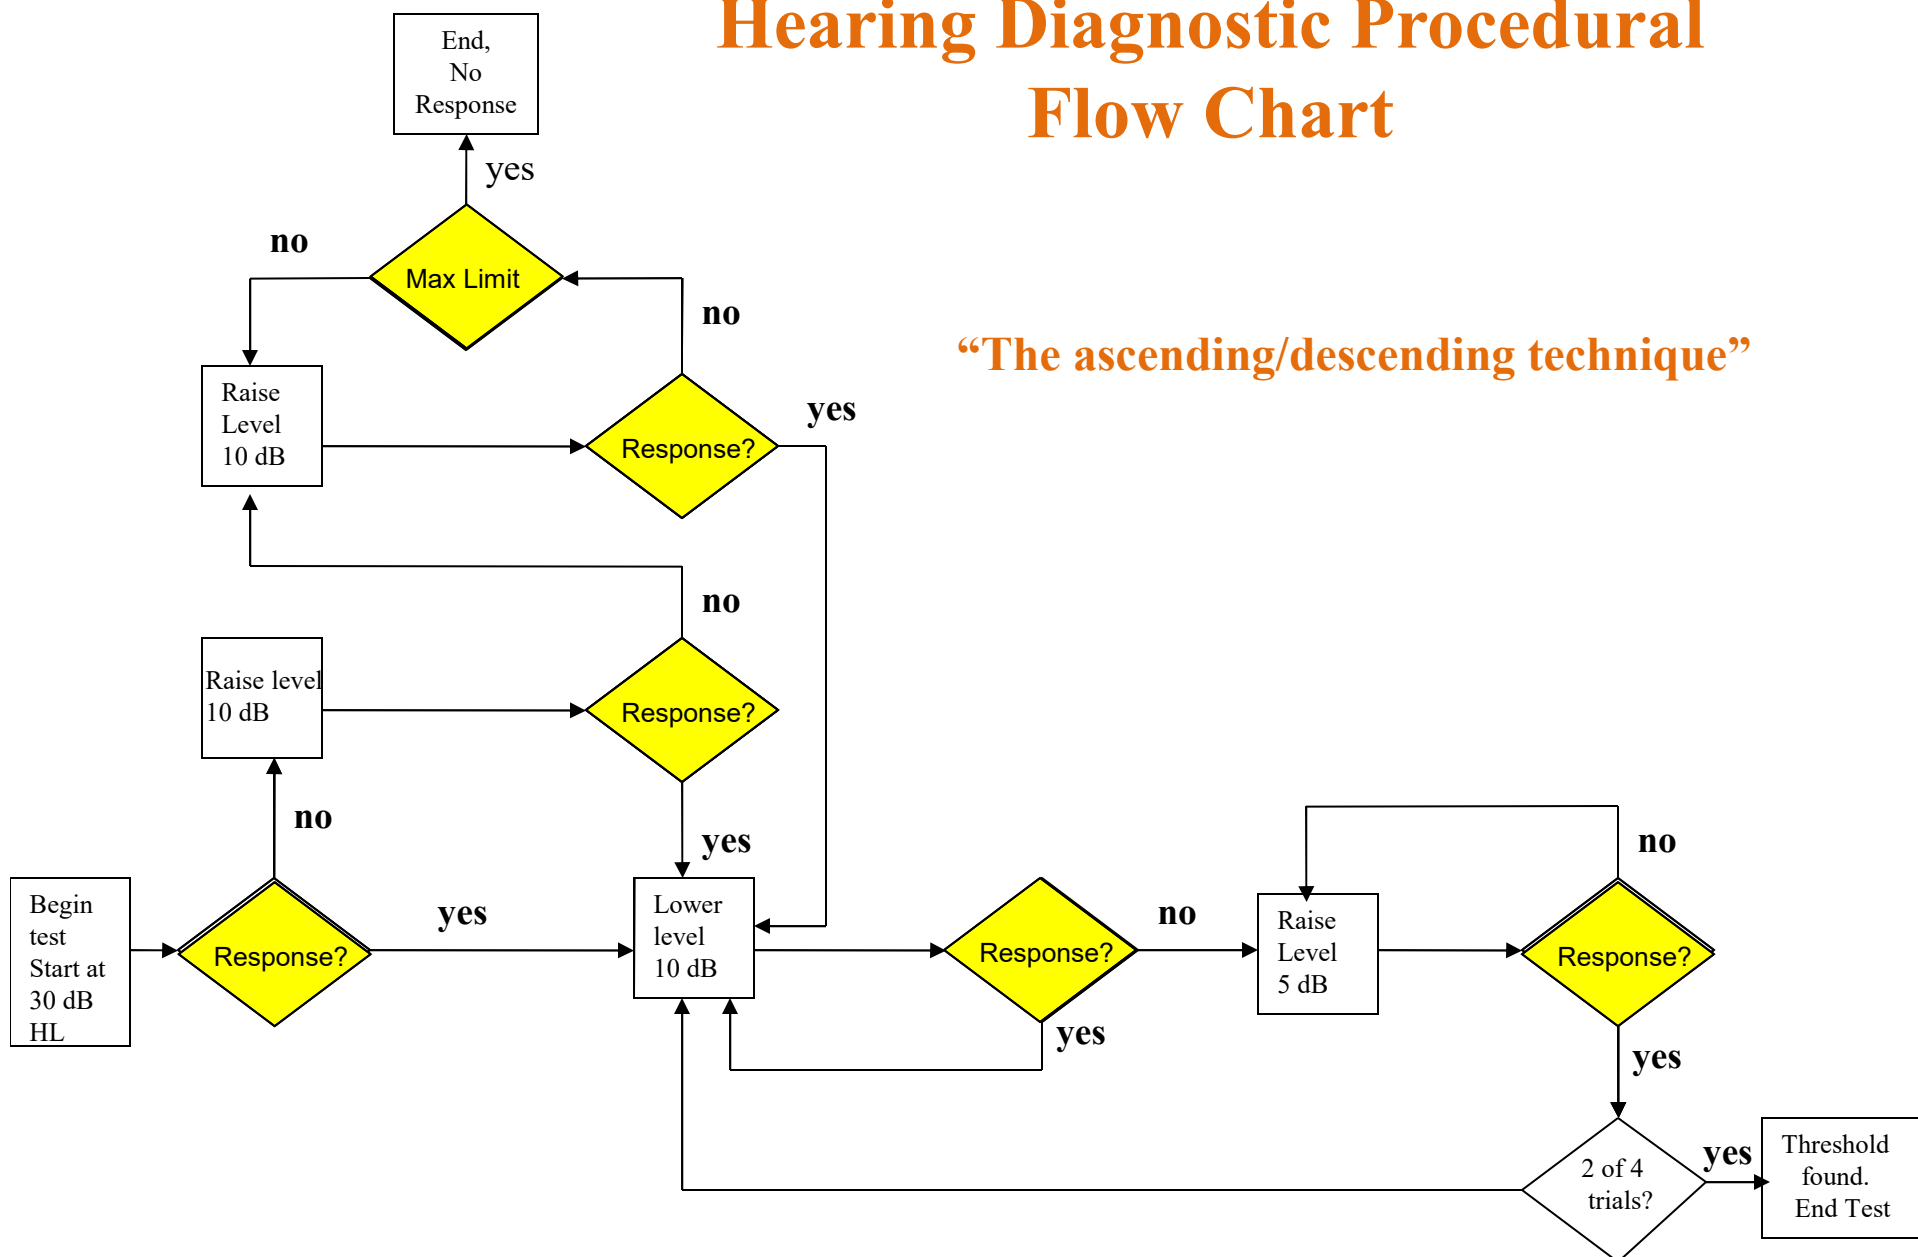 Hearing Diagnostic Procedural
Flow Chart
“The ascending/descending technique”
End,
No
Response
yes
no
Max Limit
no
Raise
Level
10 dB
Response?
yes
no
Raise level
10 dB
Response?
no
yes
Begin
test
Start at
30 dB
HL
Response?
yes
Lower
level
10 dB
Response?
no
yes
Raise
Level
5 dB
Response?
no
yes
2 of 4
trials?
yes
Threshold
found.
End Test